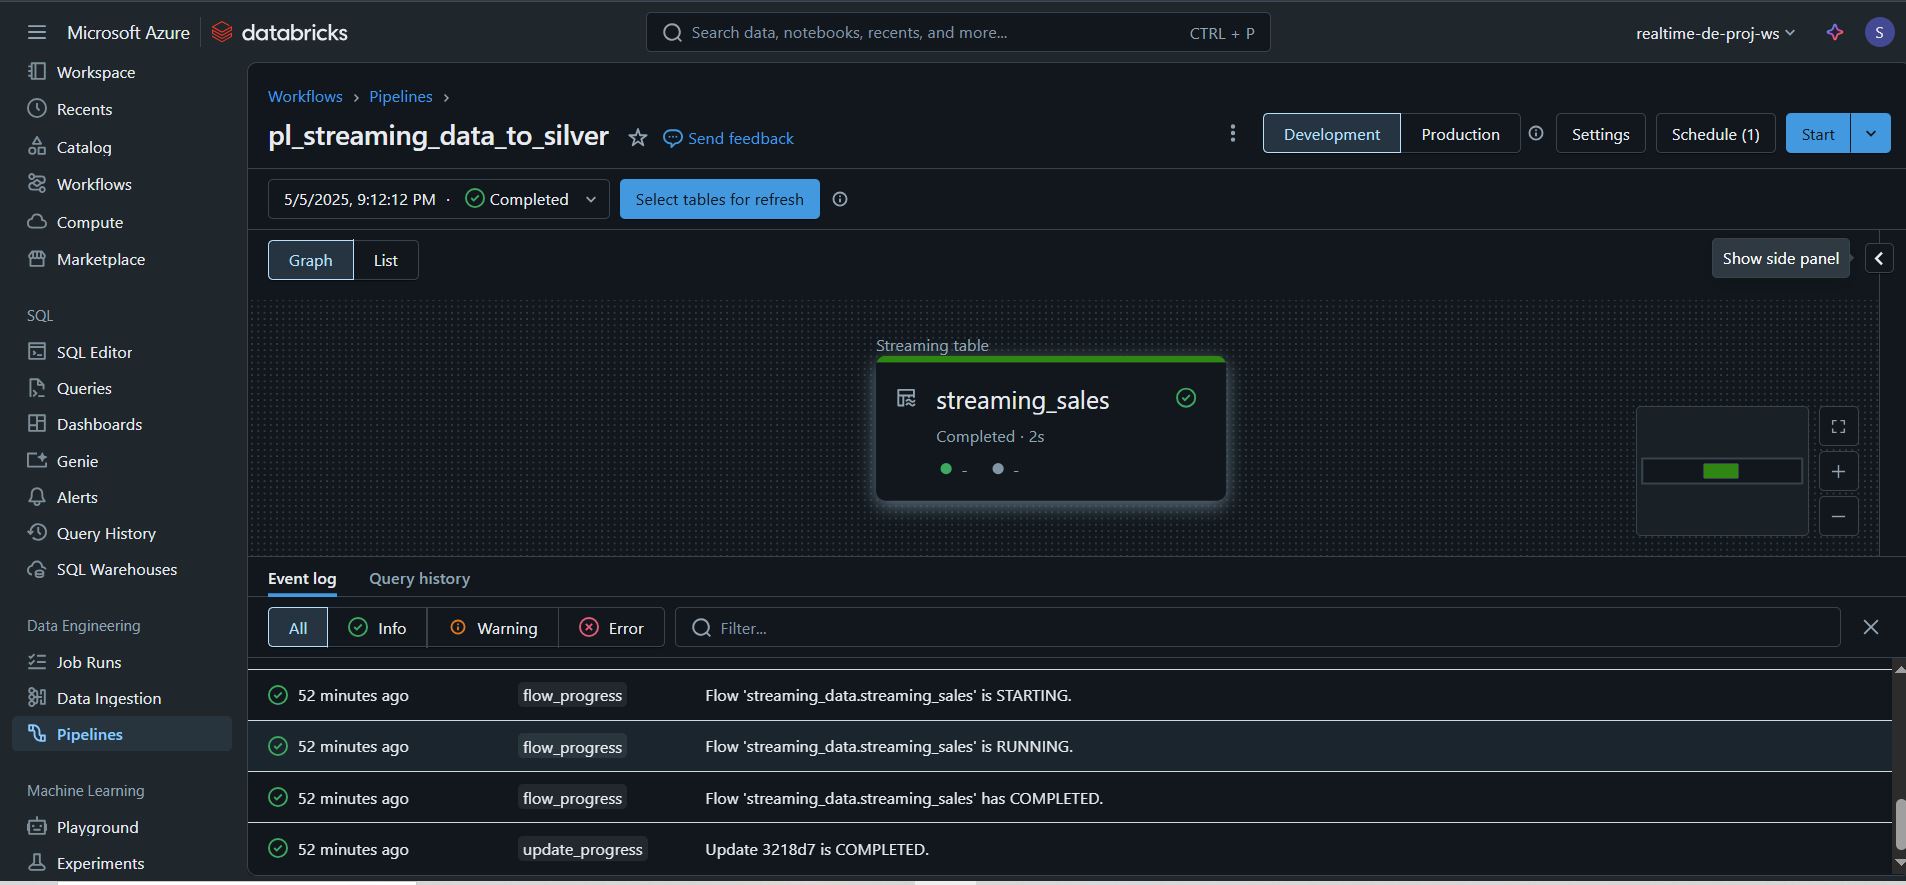 Microsoft Azure databricks
Search data, notebooks, recents, and more... CTRL + P
realtime-de-proj-ws S
Workspace
Recents
Catalog
Workflows
Compute
Marketplace
SQL
SQL Editor
Queries
Dashboards
Genie
Alerts
Query History
SQL Warehouses
Data Engineering
Job Runs
Data Ingestion
Pipelines
Machine Learning
Playground
Experiments
Workflows › Pipelines ›
pl_streaming_data_to_silver Send feedback
Development Production Settings Schedule (1) Start
5/5/2025, 9:12:12 PM · Completed Select tables for refresh
Graph List
Show side panel
Streaming table
streaming_sales
Completed · 2s
- -
Event log Query history
All Info Warning Error Filter...
52 minutes ago flow_progress Flow 'streaming_data.streaming_sales' is STARTING.
52 minutes ago flow_progress Flow 'streaming_data.streaming_sales' is RUNNING.
52 minutes ago flow_progress Flow 'streaming_data.streaming_sales' has COMPLETED.
52 minutes ago update_progress Update 3218d7 is COMPLETED.